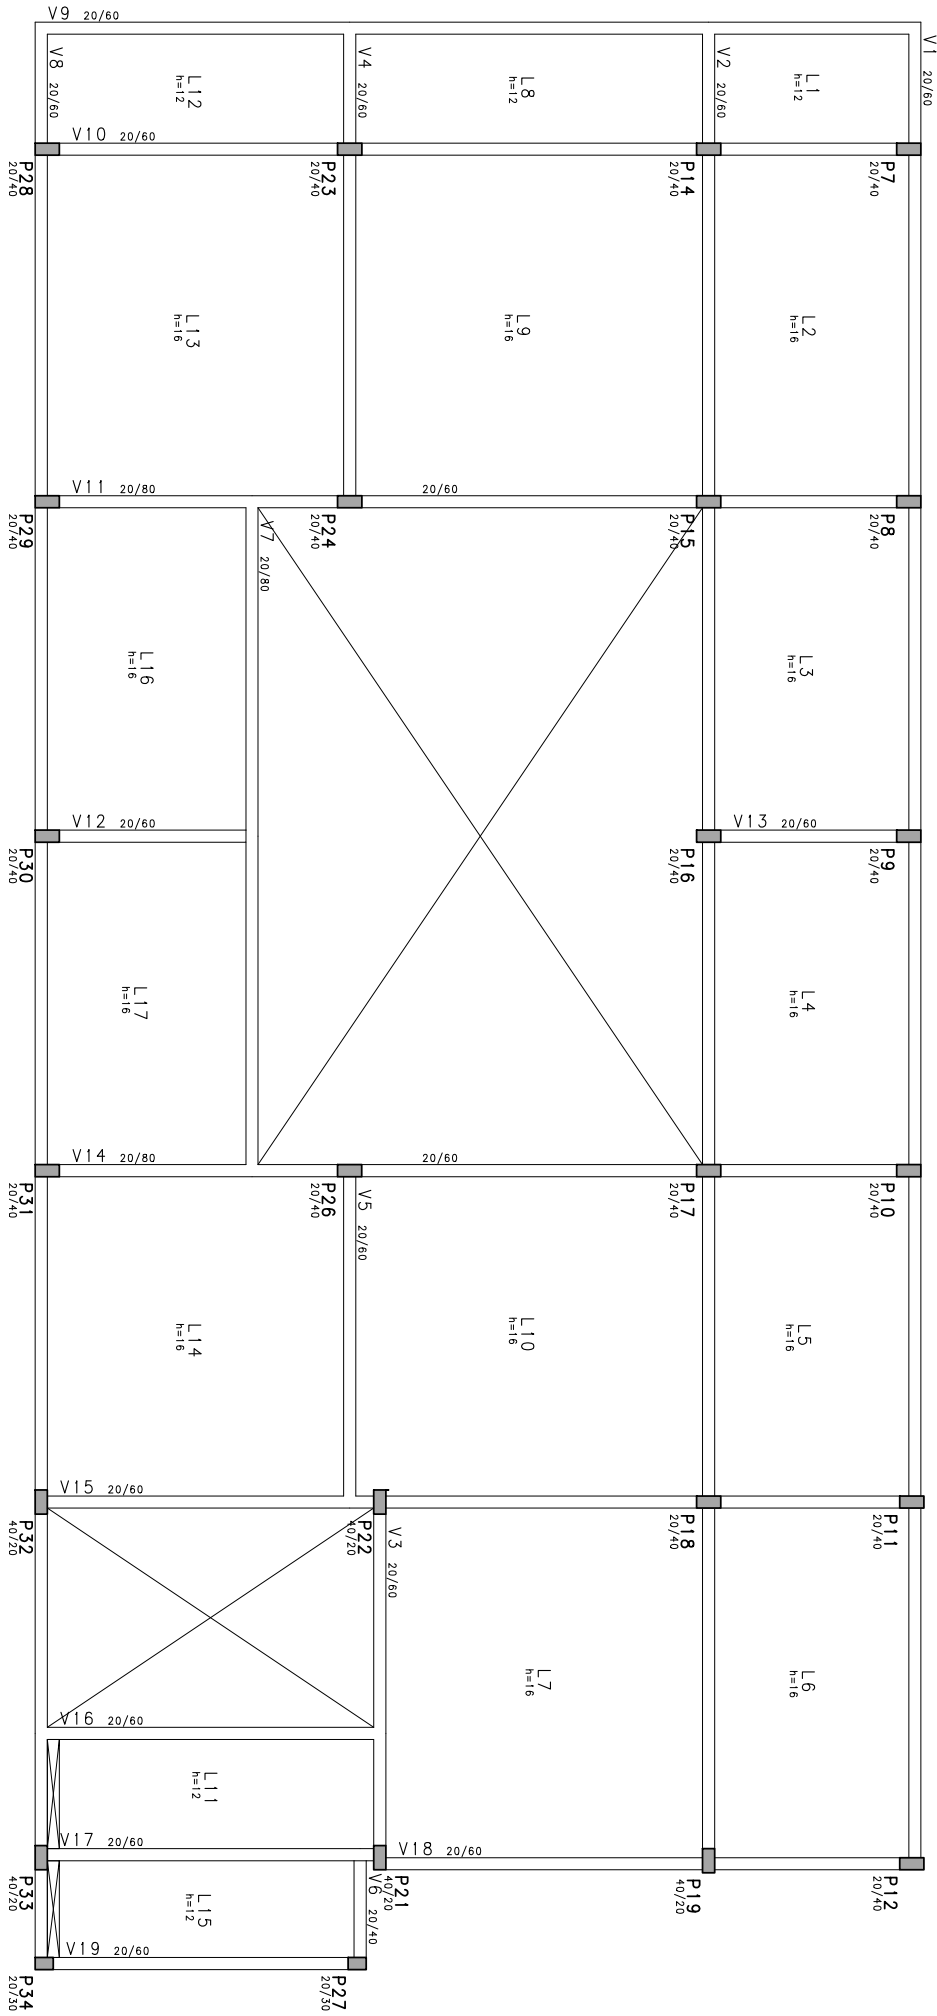 V9 20/60
V1 20/60
V8 20/60
L12
h=12
V4 20/60
L8
h=12
V2 20/60
L1
h=12
V10 20/60
P28
20/40
P23
20/40
P14
20/40
P7
20/40
L13
h=16
L9
h=16
L2
h=16
V11 20/80
20/60
P29
20/40
V7 20/80
P24
20/40
P15
20/40
P8
20/40
L16
h=16
L3
h=16
V12 20/60
V13 20/60
P30
20/40
P16
20/40
P9
20/40
L17
h=16
L4
h=16
V14 20/80
20/60
P31
20/40
P26
20/40
V5 20/60
P17
20/40
P10
20/40
L14
h=16
L10
h=16
L5
h=16
V15 20/60
P32
40/20
P22
40/20
V3 20/60
P18
20/40
P11
20/40
L7
h=16
L6
h=16
V16 20/60
L11
h=12
V17 20/60
V18 20/60
P33
40/20
L15
h=12
V6 20/40
P21
40/20
P19
40/20
P12
20/40
V19 20/60
P34
20/30
P27
20/30